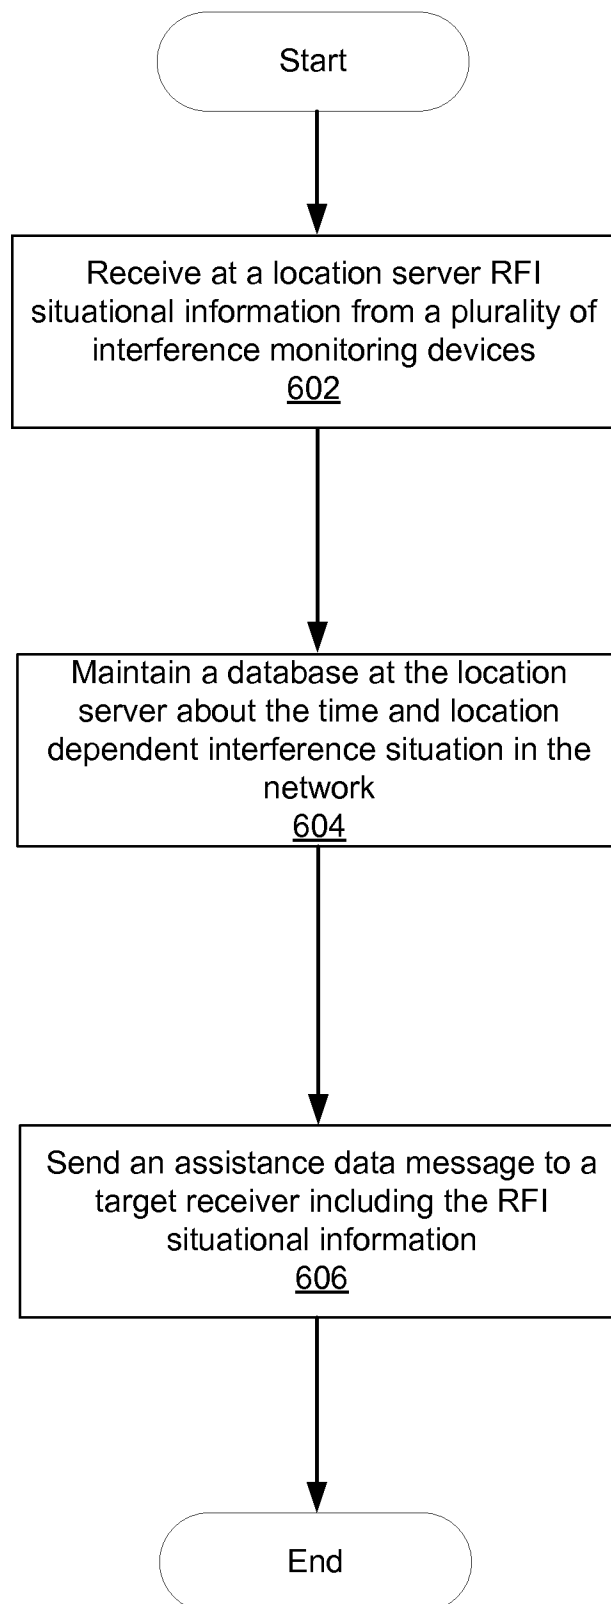 Start
Receive at a location server RFI
situational information from a plurality of
interference monitoring devices
602
Maintain a database at the location
server about the time and location
dependent interference situation in the
network
604
Send an assistance data message to a
target receiver including the RFI
situational information
606
End